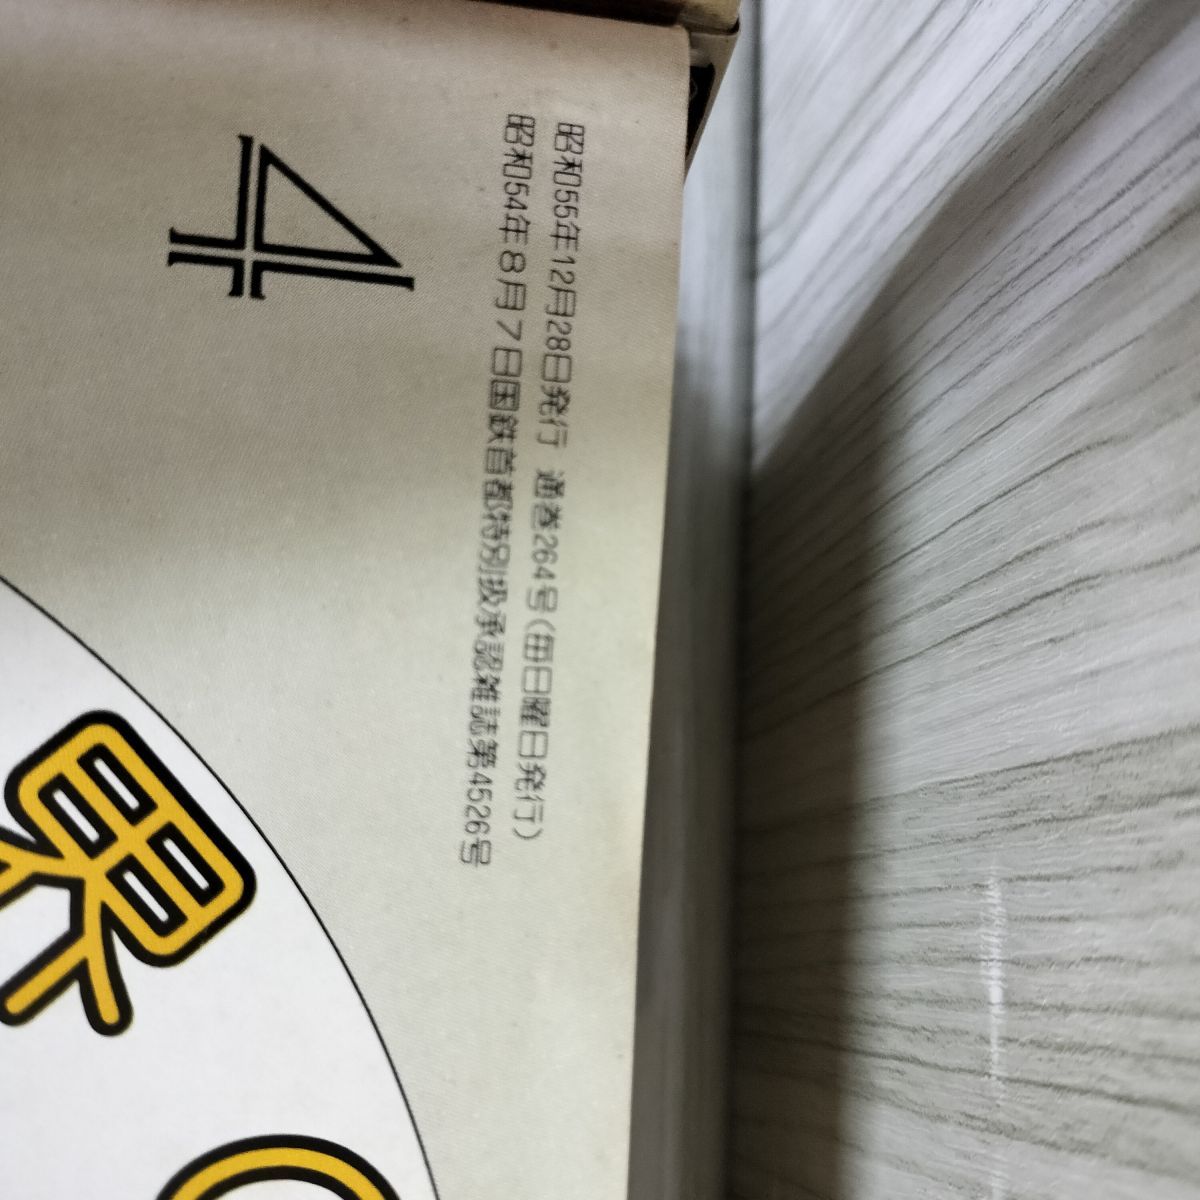 昭和55年12月28日発行　通巻264号(毎日曜日発行)
昭和54年8月7日国鉄首都特別扱承認雑誌第4526号
4